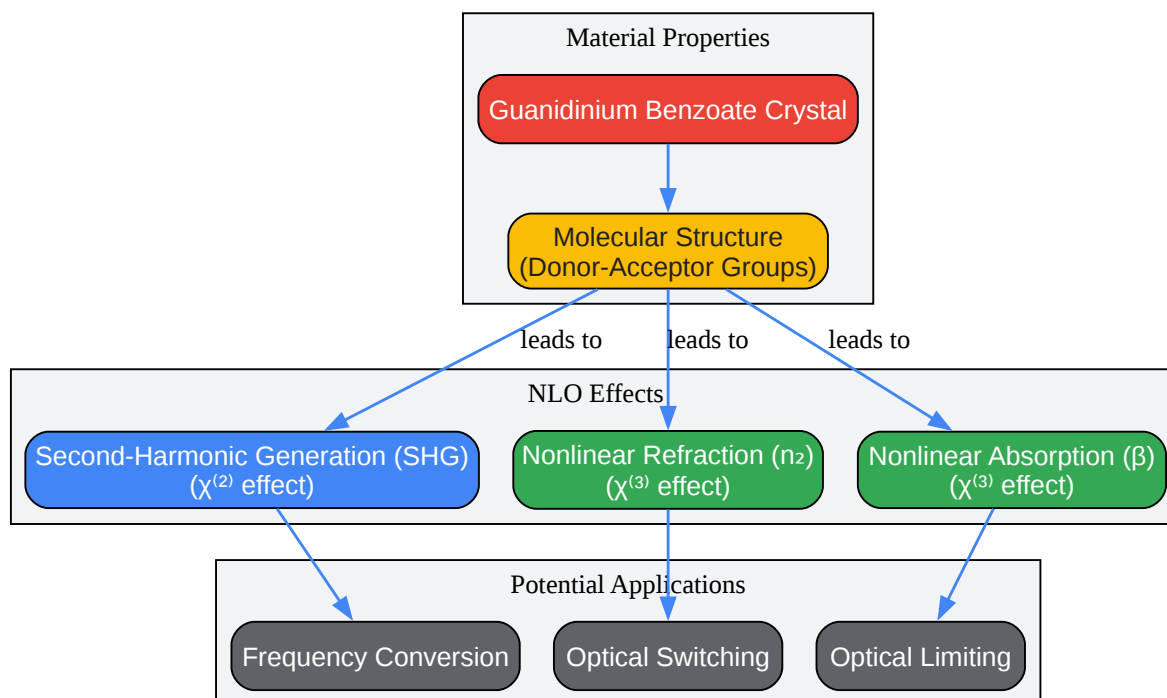 Material Properties
Guanidinium Benzoate Crystal
Molecular Structure
(Donor-Acceptor Groups)
leads to
leads to
leads to
NLO Effects
Second-Harmonic Generation (SHG)
(χ⁽²⁾ effect)
Nonlinear Refraction (n₂)
(χ⁽³⁾ effect)
Nonlinear Absorption (β)
(χ⁽³⁾ effect)
Potential Applications
Frequency Conversion
Optical Switching
Optical Limiting